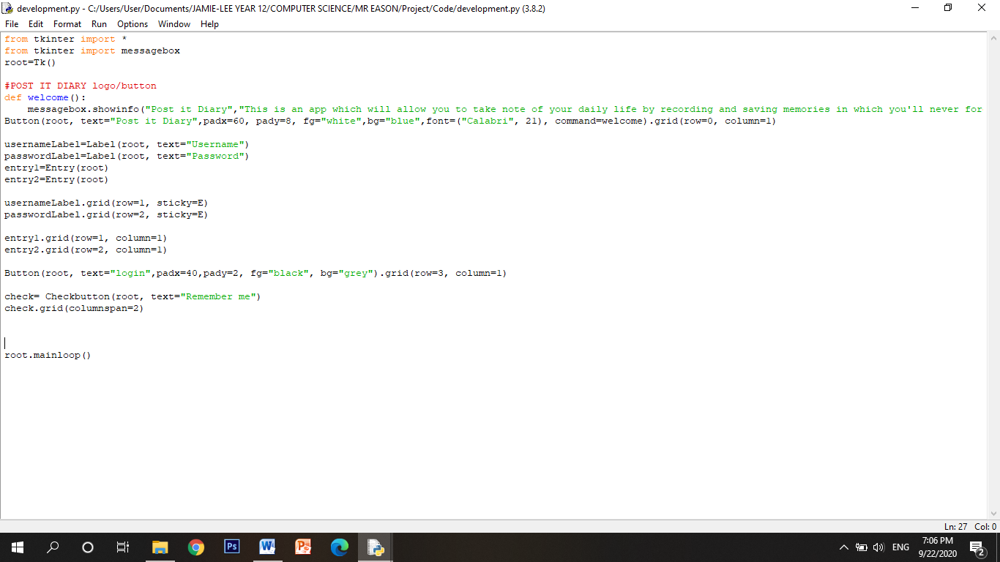 development.py - C:/Users/User/Documents/JAMIE-LEE YEAR 12/COMPUTER SCIENCE/MR EASON/Project/Code/development.py (3.8.2)
File Edit Format Run Options Window Help
from tkinter import *
from tkinter import messagebox
root=Tk()
#POST IT DIARY logo/button
def welcome():
    messagebox.showinfo("Post it Diary","This is an app which will allow you to take note of your daily life by recording and saving memories in which you'll never for
Button(root, text="Post it Diary",padx=60, pady=8, fg="white",bg="blue",font=("Calabri", 21), command=welcome).grid(row=0, column=1)
usernameLabel=Label(root, text="Username")
passwordLabel=Label(root, text="Password")
entry1=Entry(root)
entry2=Entry(root)
usernameLabel.grid(row=1, sticky=E)
passwordLabel.grid(row=2, sticky=E)
entry1.grid(row=1, column=1)
entry2.grid(row=2, column=1)
Button(root, text="login",padx=40,pady=2, fg="black", bg="grey").grid(row=3, column=1)
check= Checkbutton(root, text="Remember me")
check.grid(columnspan=2)
root.mainloop()
Ln: 27 Col: 0
Ps W P
ENG
7:06 PM
9/22/2020
2